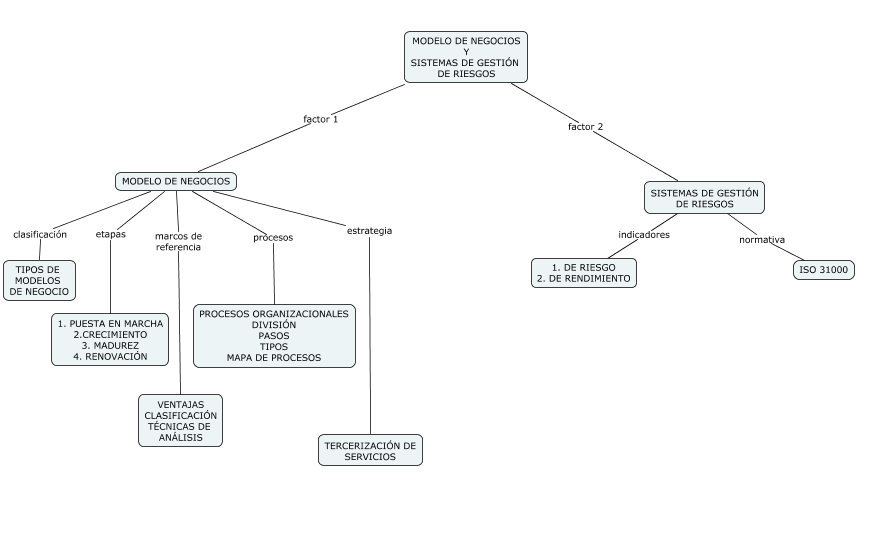 MODELO DE NEGOCIOS
Y
SISTEMAS DE GESTIÓN
DE RIESGOS
factor 1
factor 2
MODELO DE NEGOCIOS
SISTEMAS DE GESTIÓN
DE RIESGOS
clasificación
etapas
marcos de
referencia
procesos
estrategia
indicadores
normativa
TIPOS DE
MODELOS
DE NEGOCIO
1. PUESTA EN MARCHA
2.CRECIMIENTO
3. MADUREZ
4. RENOVACIÓN
VENTAJAS
CLASIFICACIÓN
TÉCNICAS DE
ANÁLISIS
PROCESOS ORGANIZACIONALES
DIVISIÓN
PASOS
TIPOS
MAPA DE PROCESOS
TERCERIZACIÓN DE
SERVICIOS
1. DE RIESGO
2. DE RENDIMIENTO
ISO 31000